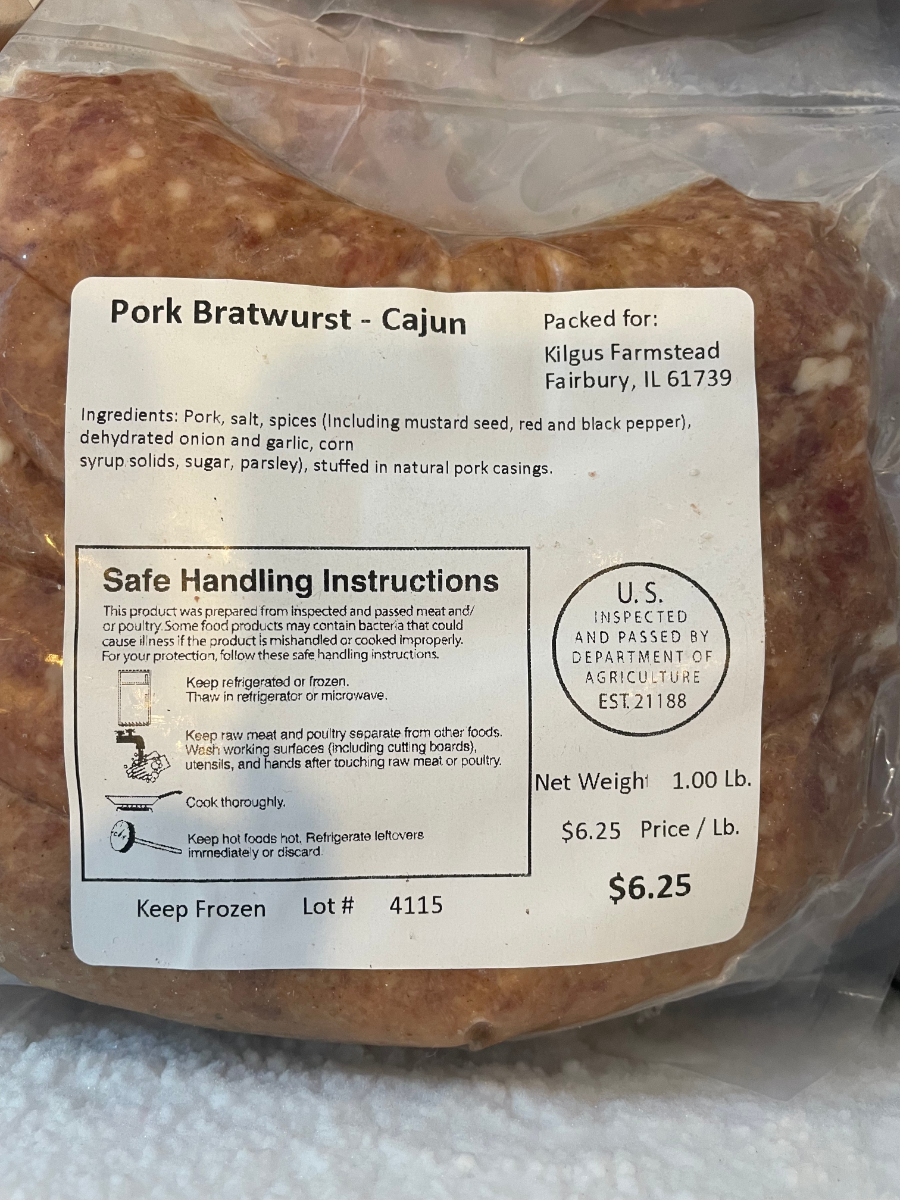 Pork Bratwurst - Cajun
Packed for:
Kilgus Farmstead
Fairbury, IL 61739
Ingredients: Pork, salt, spices (Including mustard seed, red and black pepper),
dehydrated onion and garlic, corn
syrup solids, sugar, parsley), stuffed in natural pork casings.
Safe Handling Instructions
This product was prepared from inspected and passed meat and/
or poultry. Some food products may contain bacteria that could
cause illness if the product is mishandled or cooked improperly.
For your protection, follow these safe handling instructions.
Keep refrigerated or frozen.
Thaw in refrigerator or microwave.
Keep raw meat and poultry separate from other foods.
Wash working surfaces (including cutting boards),
utensils, and hands after touching raw meat or poultry.
Cook thoroughly.
Keep hot foods hot. Refrigerate leftovers
immediately or discard.
U.S.
INSPECTED
AND PASSED BY
DEPARTMENT OF
AGRICULTURE
EST. 21188
Net Weight 1.00 Lb.
$6.25 Price / Lb.
$6.25
Keep Frozen Lot # 4115